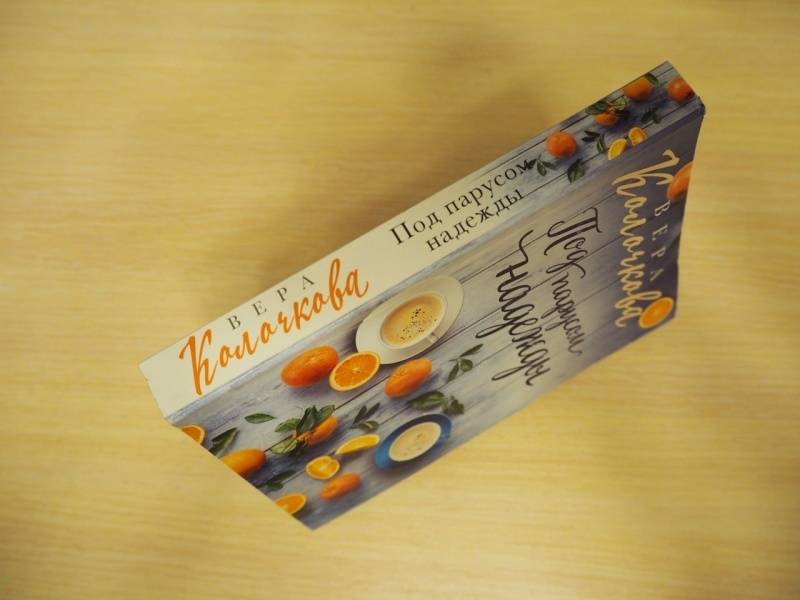 ВЕРА
Колочкова
Под парусом
надежды
ВЕРА
Колочкова
Под
парусом
надежды